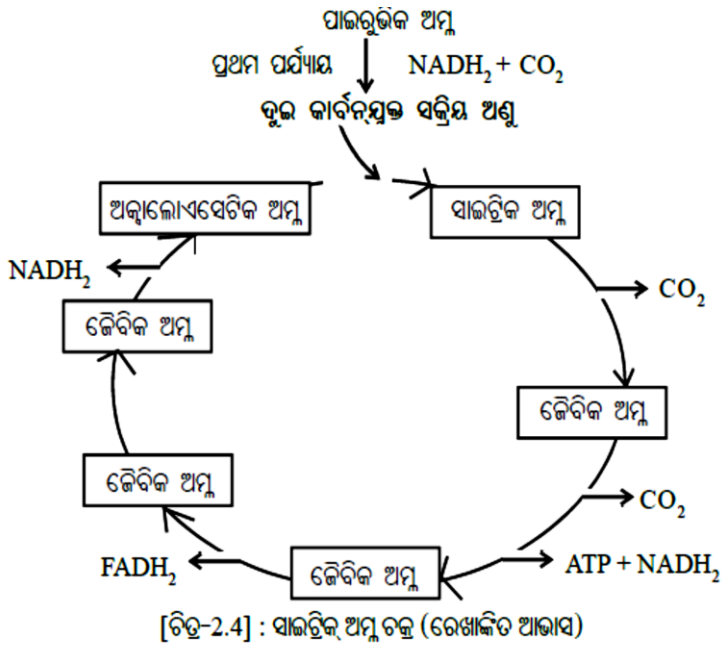 ପାଇରୁଭିକ ଅମ୍ଳ
ପ୍ରଥମ ପର୍ଯ୍ୟାୟ NADH₂ + CO₂
ଦୁଇ କାର୍ବନ୍‌ଯୁକ୍ତ ସକ୍ରିୟ ଅଣୁ
ଅକ୍ସାଲୋଏସେଟିକ ଅମ୍ଳ
ସାଇଟ୍ରିକ ଅମ୍ଳ
NADH₂
CO₂
ଜୈବିକ ଅମ୍ଳ
ଜୈବିକ ଅମ୍ଳ
ଜୈବିକ ଅମ୍ଳ
CO₂
FADH₂
ଜୈବିକ ଅମ୍ଳ
ATP + NADH₂
[ଚିତ୍ର-2.4] : ସାଇଟ୍ରିକ୍ ଅମ୍ଳ ଚକ୍ର (ରେଖାଙ୍କିତ ଆଭାସ)